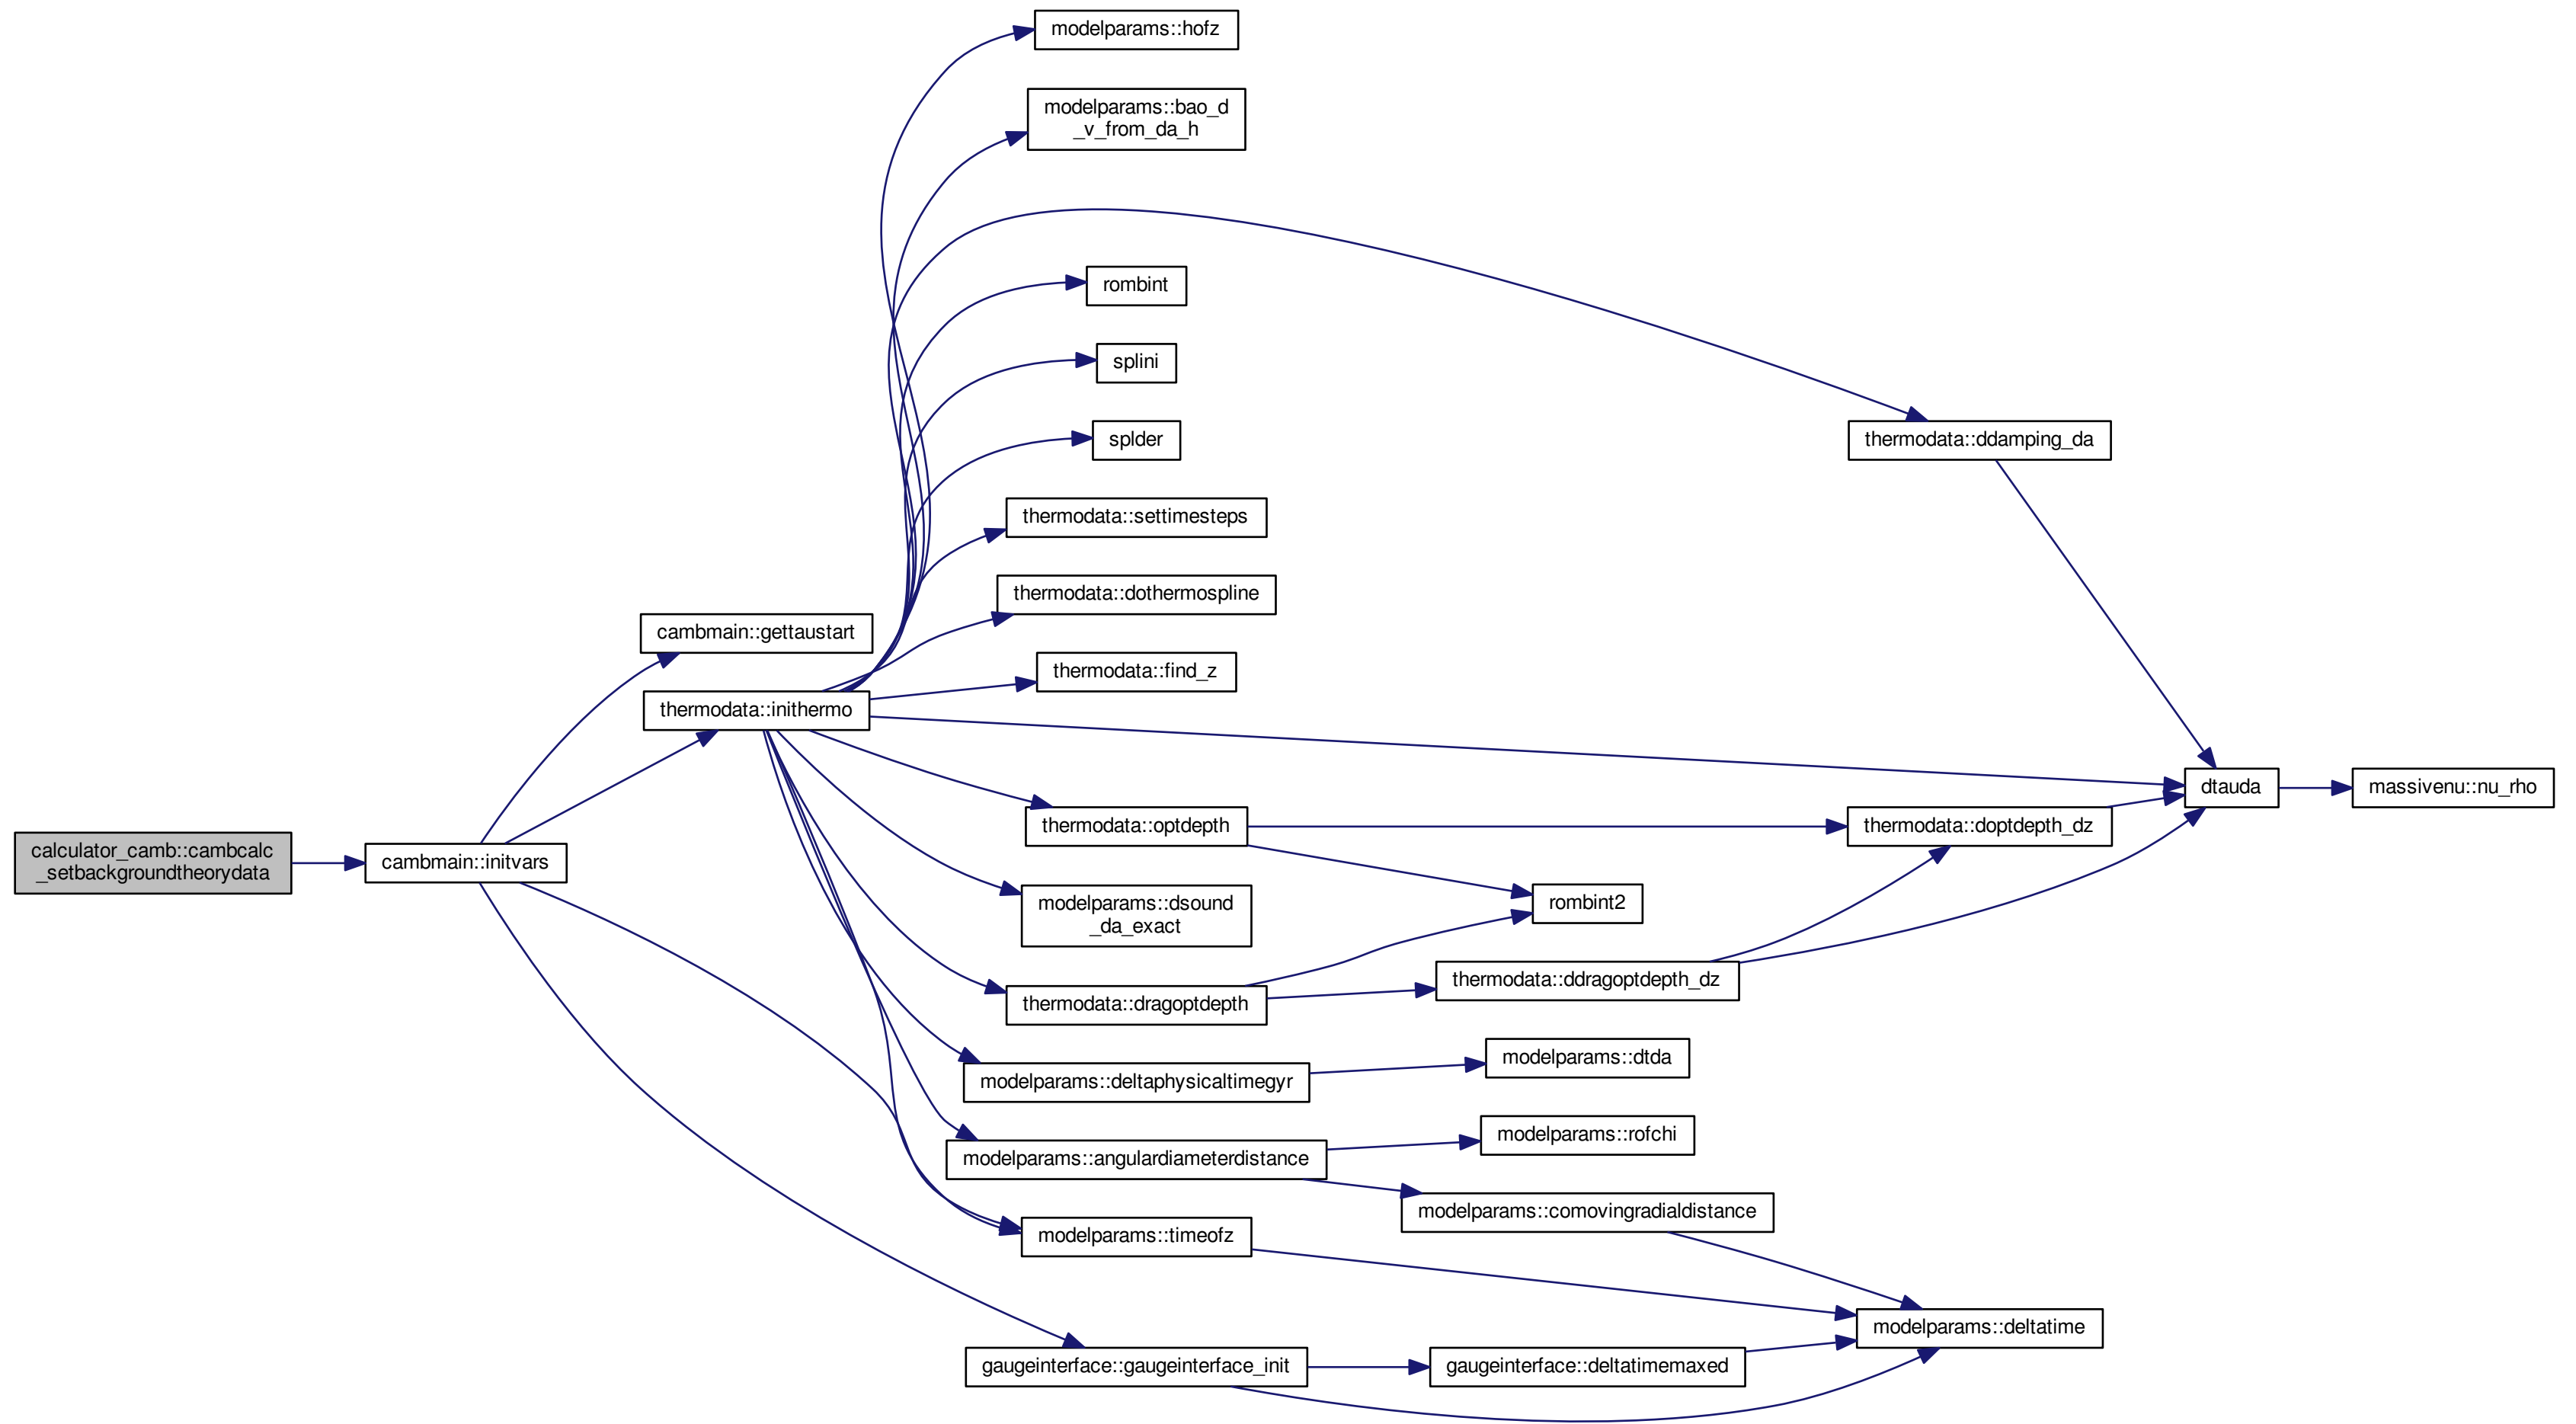 modelparams::hofz
modelparams::bao_d
_v_from_da_h
rombint
splini
splder
thermodata::ddamping_da
thermodata::settimesteps
thermodata::dothermospline
cambmain::gettaustart
thermodata::find_z
thermodata::inithermo
dtauda
massivenu::nu_rho
thermodata::optdepth
thermodata::doptdepth_dz
calculator_camb::cambcalc
_setbackgroundtheorydata
cambmain::initvars
modelparams::dsound
_da_exact
rombint2
thermodata::ddragoptdepth_dz
thermodata::dragoptdepth
modelparams::dtda
modelparams::deltaphysicaltimegyr
modelparams::rofchi
modelparams::angulardiameterdistance
modelparams::comovingradialdistance
modelparams::timeofz
modelparams::deltatime
gaugeinterface::gaugeinterface_init
gaugeinterface::deltatimemaxed